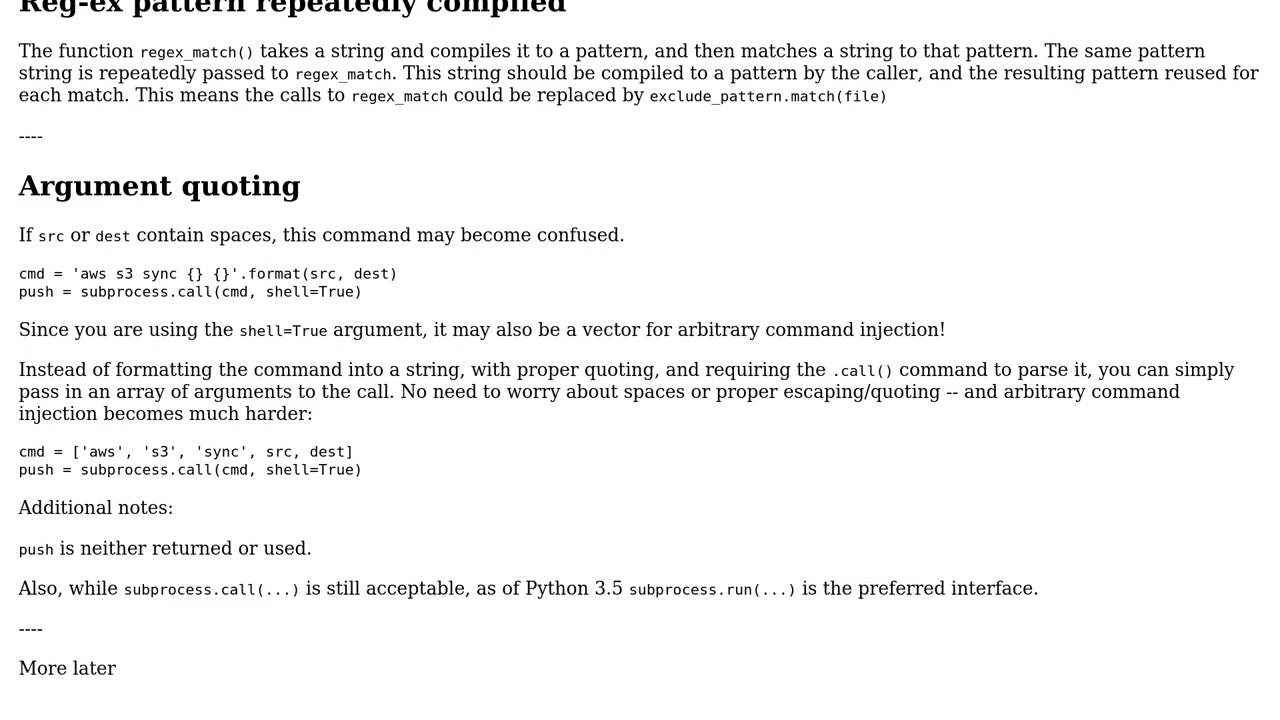 Reg-ex pattern repeatedly compiled
The function regex_match() takes a string and compiles it to a pattern, and then matches a string to that pattern. The same pattern
string is repeatedly passed to regex_match. This string should be compiled to a pattern by the caller, and the resulting pattern reused for
each match. This means the calls to regex_match could be replaced by exclude_pattern.match(file)
----
Argument quoting
If src or dest contain spaces, this command may become confused.
cmd = 'aws s3 sync {} {}'.format(src, dest)
push = subprocess.call(cmd, shell=True)
Since you are using the shell=True argument, it may also be a vector for arbitrary command injection!
Instead of formatting the command into a string, with proper quoting, and requiring the .call() command to parse it, you can simply
pass in an array of arguments to the call. No need to worry about spaces or proper escaping/quoting -- and arbitrary command
injection becomes much harder:
cmd = ['aws', 's3', 'sync', src, dest]
push = subprocess.call(cmd, shell=True)
Additional notes:
push is neither returned or used.
Also, while subprocess.call(...) is still acceptable, as of Python 3.5 subprocess.run(...) is the preferred interface.
----
More later